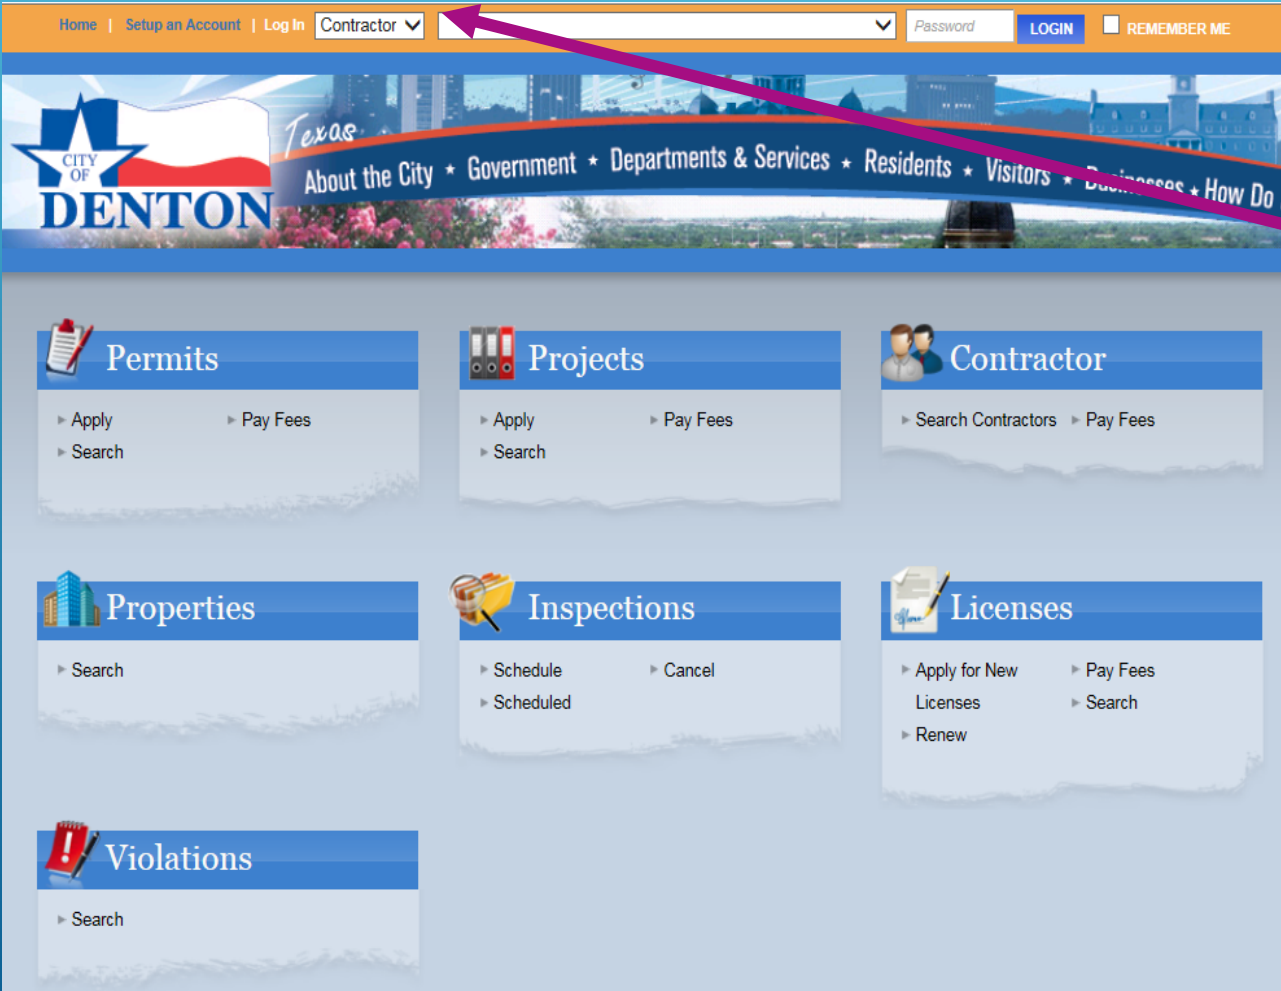 Home | Setup an Account | Log In Contractor Password LOGIN REMEMBER ME
Texas
CITY
OF
DENTON
About the City ★ Government ★ Departments & Services ★ Residents ★ Visitors ★ Businesses ★ How Do
Permits
Apply Pay Fees
Search
Projects
Apply Pay Fees
Search
Contractor
Search Contractors Pay Fees
Properties
Search
Inspections
Schedule Cancel
Scheduled
Licenses
Apply for New Pay Fees
Licenses Search
Renew
Violations
Search